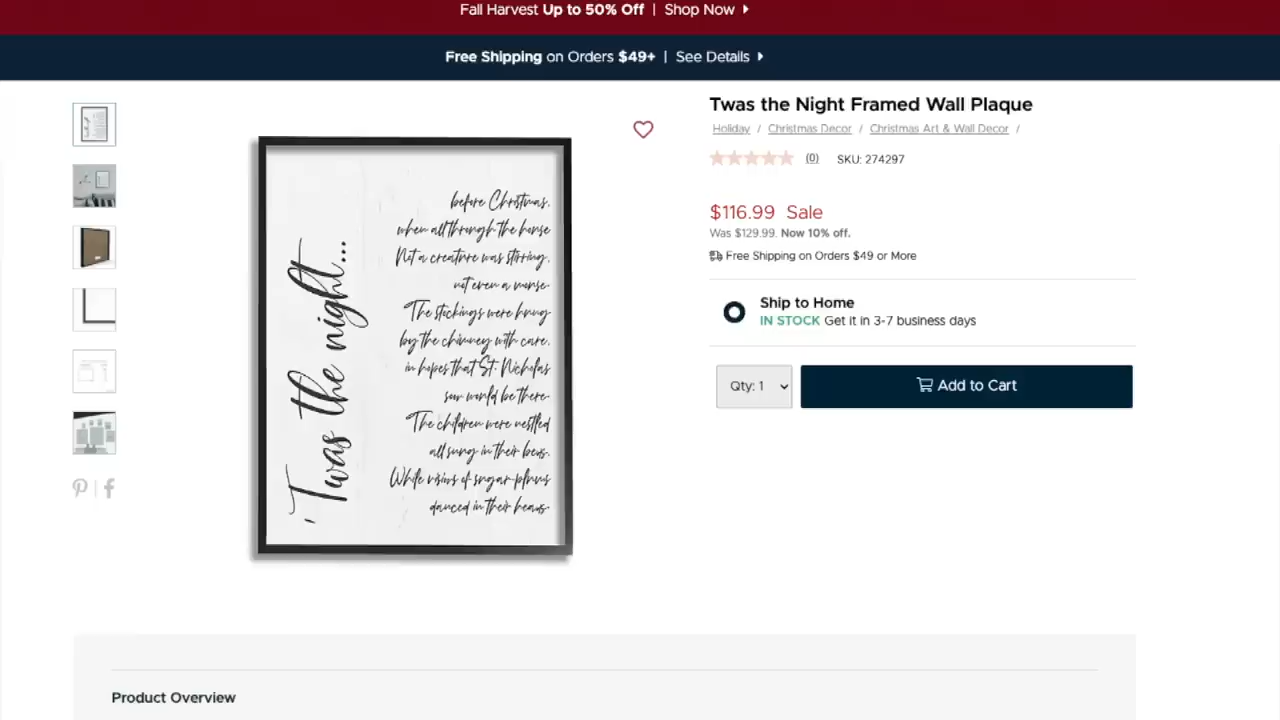 Fall Harvest Up to 50% Off | Shop Now
Free Shipping on Orders $49+ | See Details
Twas the Night Framed Wall Plaque
Holiday / Christmas Decor / Christmas Art & Wall Decor /
(0) SKU: 274297
$116.99 Sale
Was $129.99. Now 10% off.
Free Shipping on Orders $49 or More
Ship to Home
IN STOCK Get it in 3-7 business days
Qty: 1
Add to Cart
'Twas the night...
before Christmas,
when all through the house
Not a creature was stirring,
not even a mouse.
The stockings were hung
by the chimney with care,
in hopes that St. Nicholas
soon would be there.
The children were nestled
all snug in their beds,
While visions of sugar-plums
danced in their heads.
Product Overview